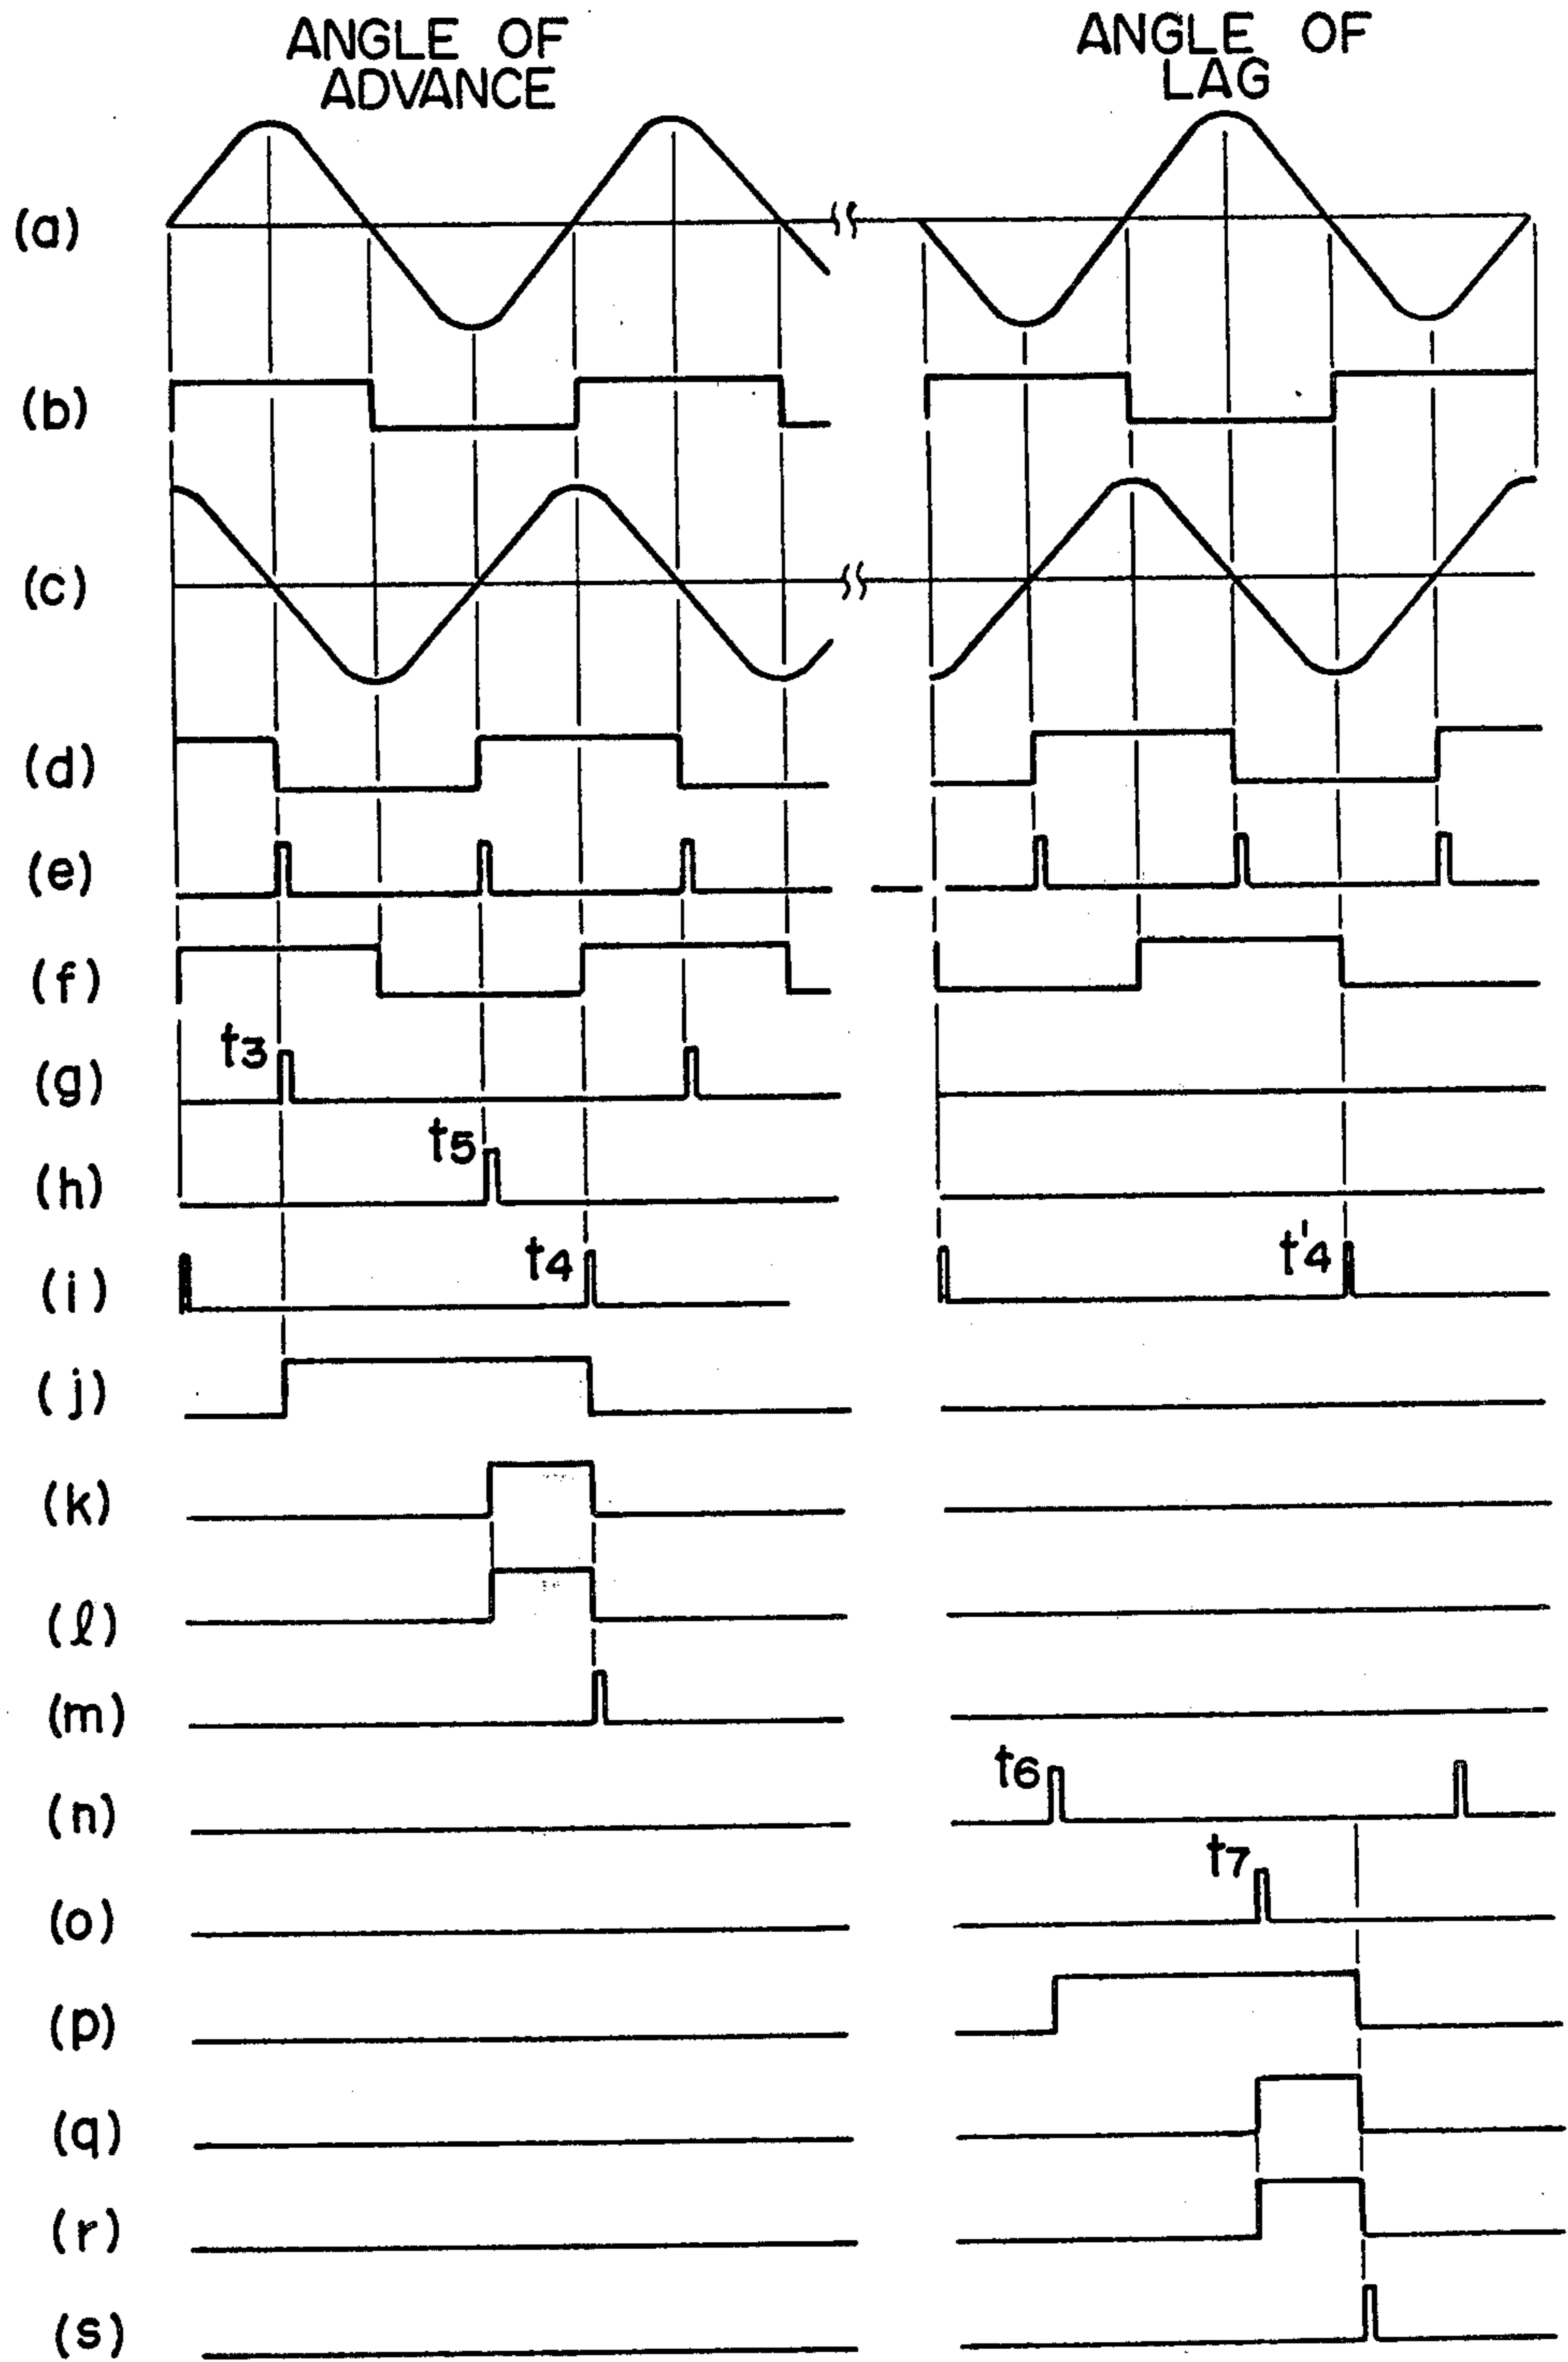 ANGLE OF
ADVANCE
ANGLE OF
LAG
(a)
(b)
(c)
(d)
(e)
(f)
(g)
t3
(h)
t5
(i)
t4
t'4
(j)
(k)
(l)
(m)
(n)
t6
(o)
t7
(p)
(q)
(r)
(s)